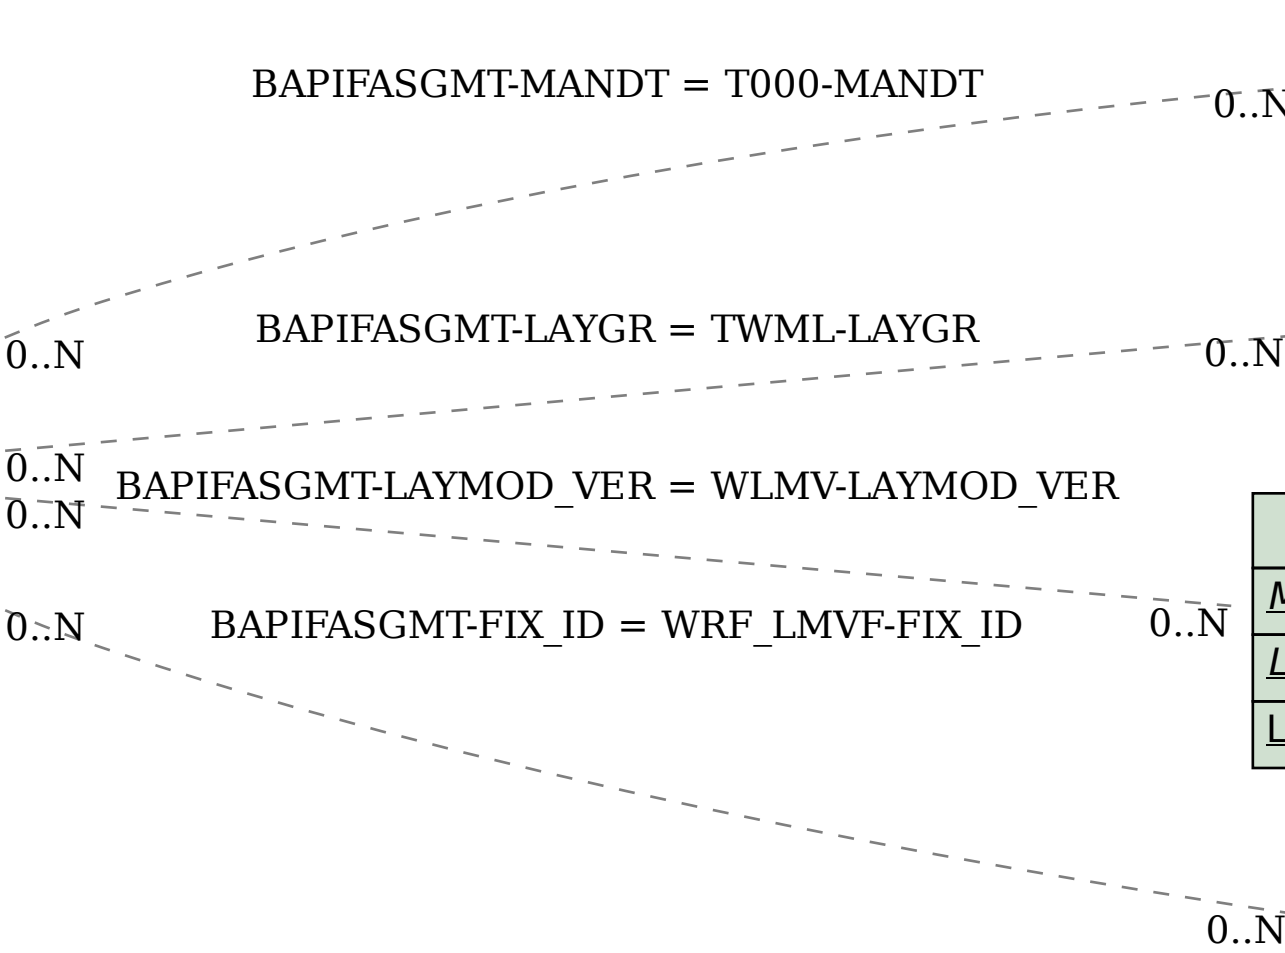 BAPIFASGMT-MANDT = T000-MANDT
0..N
BAPIFASGMT-LAYGR = TWML-LAYGR
0..N
0..N
0..N
BAPIFASGMT-LAYMOD_VER = WLMV-LAYMOD_VER
0..N
0..N
BAPIFASGMT-FIX_ID = WRF_LMVF-FIX_ID
0..N
L
L
0..N